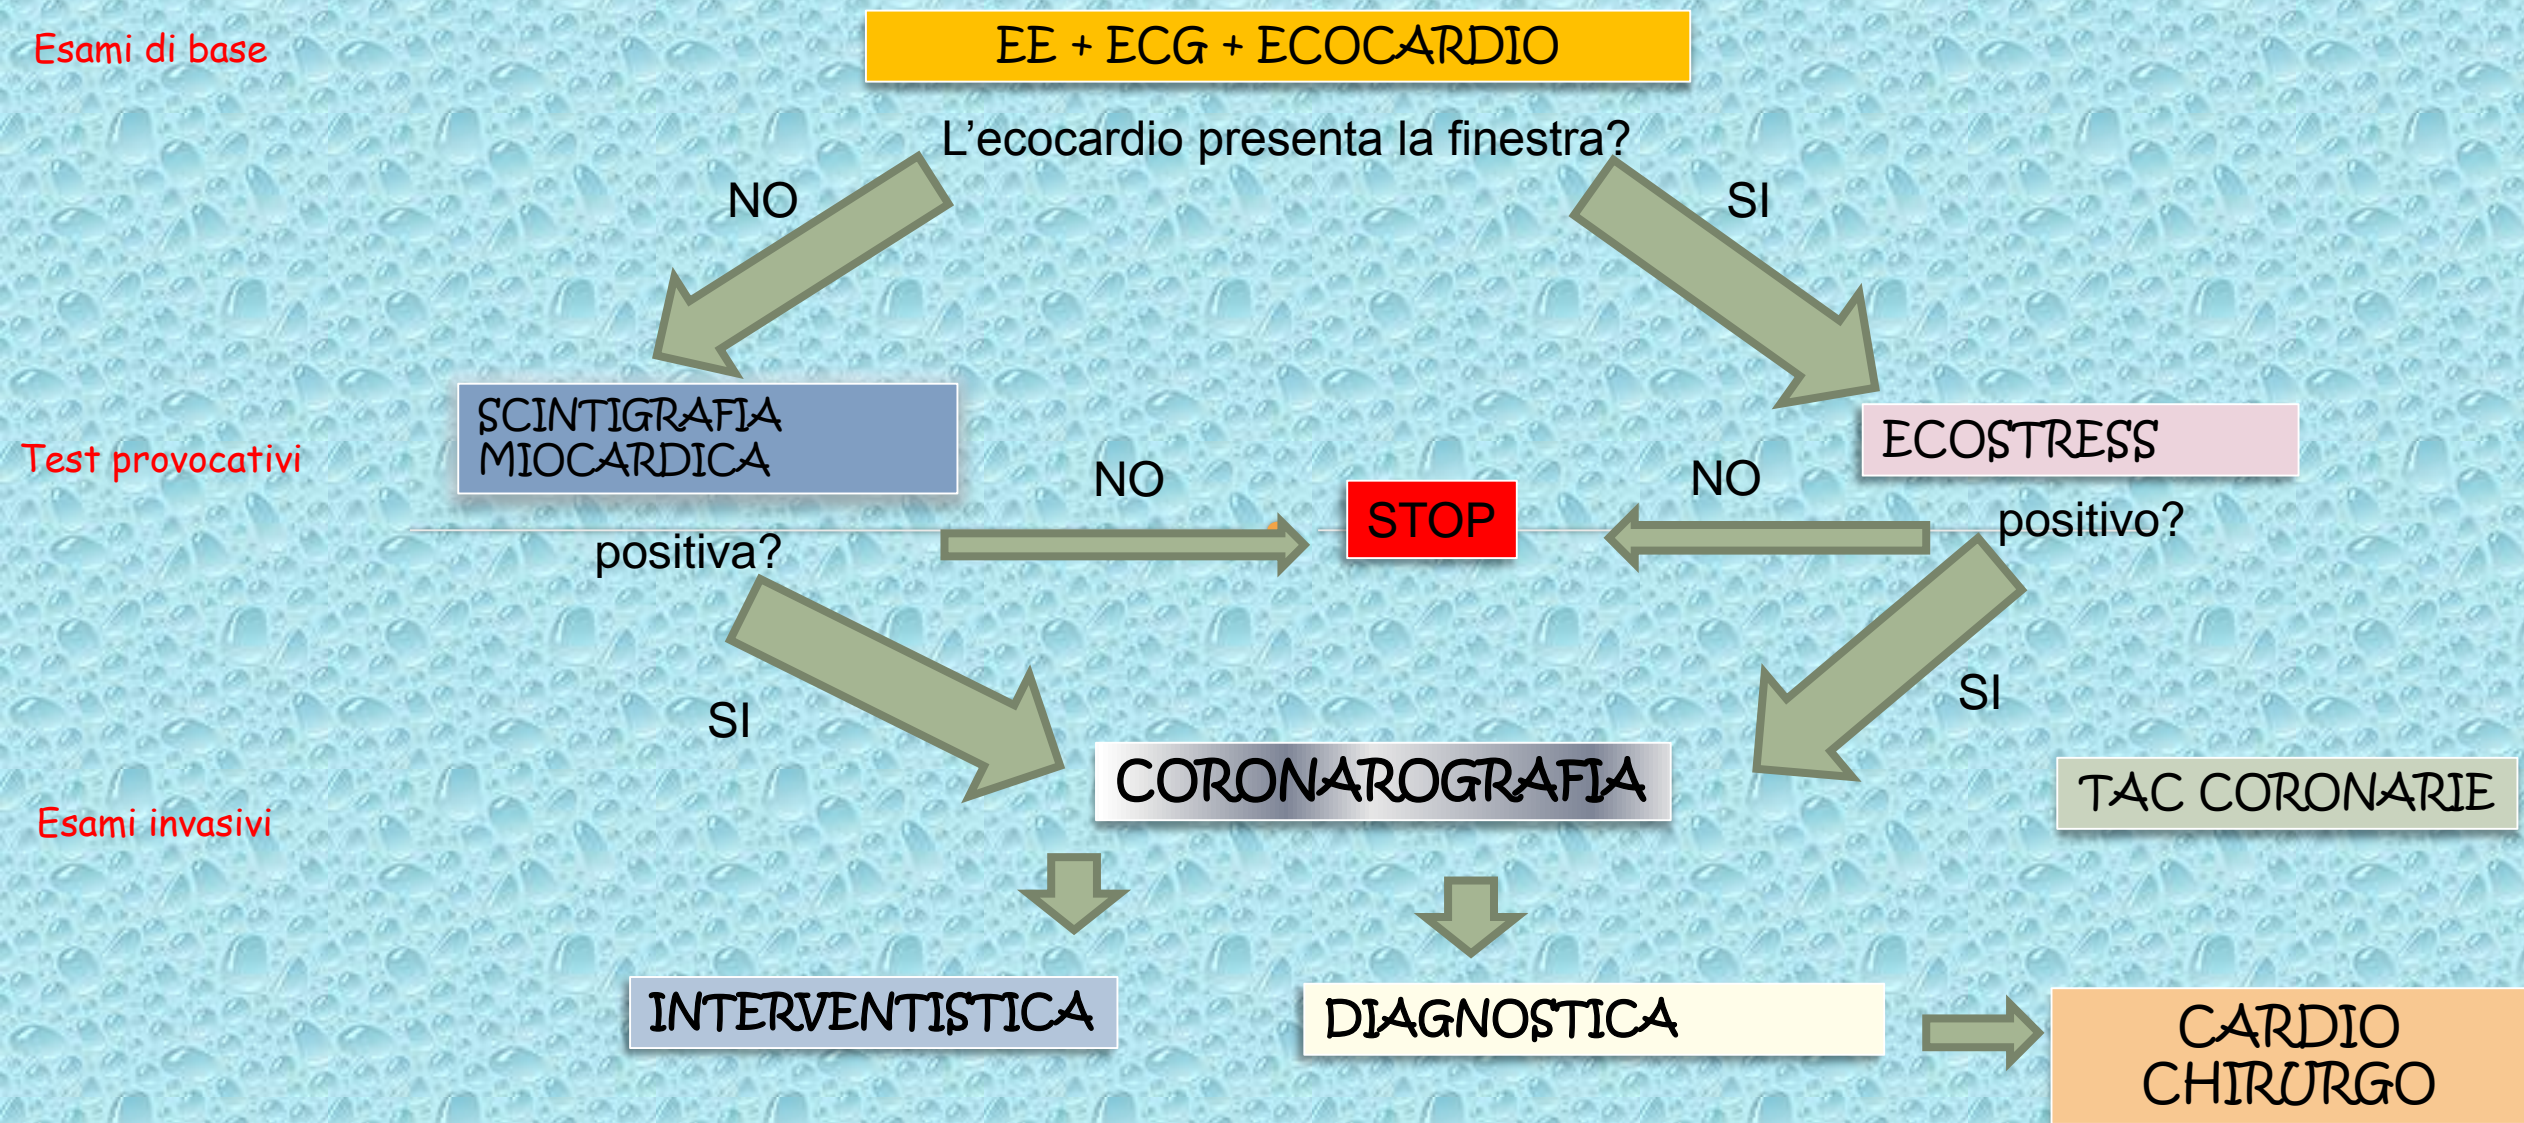 Esami di base
EE + ECG + ECOCARDIO
L'ecocardio presenta la finestra?
NO
SI
SCINTIGRAFIA
MIOCARDICA
ECOSTRESS
Test provocativi
NO
NO
STOP
positivo?
positiva?
SI
SI
CORONAROGRAFIA
TAC CORONARIE
Esami invasivi
INTERVENTISTICA
DIAGNOSTICA
CARDIO
CHIRURGO